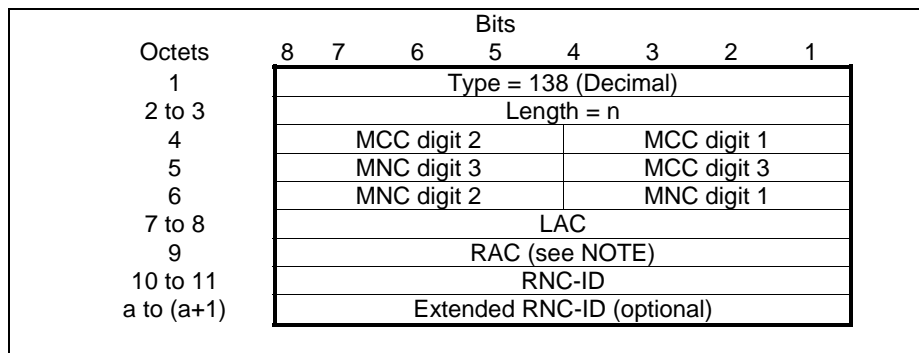 Bits
Octets 8 7 6 5 4 3 2 1
1 Type = 138 (Decimal)
2 to 3 Length = n
4 MCC digit 2 MCC digit 1
5 MNC digit 3 MCC digit 3
6 MNC digit 2 MNC digit 1
7 to 8 LAC
9 RAC (see NOTE)
10 to 11 RNC-ID
a to (a+1) Extended RNC-ID (optional)